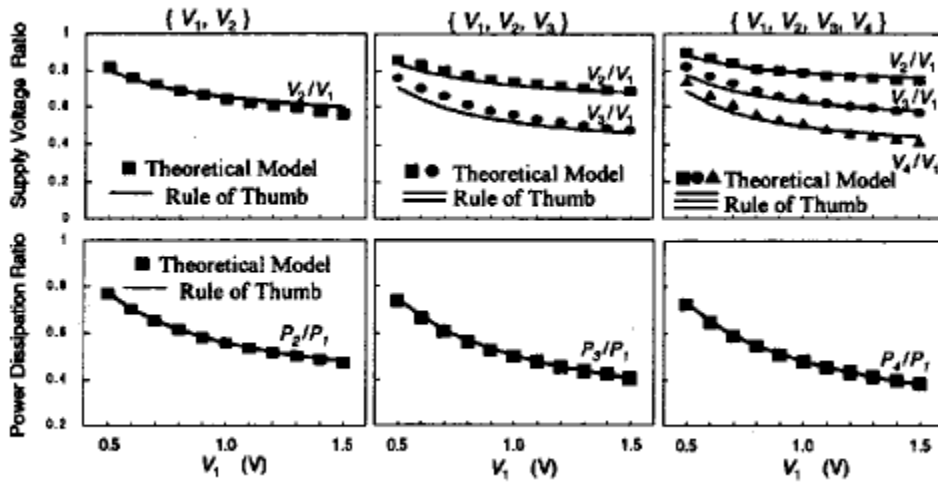 { V1, V2 }
{ V1, V2, V3 }
{ V1, V2, V3, V4 }
Supply Voltage Ratio
1
0.8
0.6
0.4
0.2
0
V2/V1
Theoretical Model
Rule of Thumb
V2/V1
V3/V1
Theoretical Model
Rule of Thumb
V2/V1
V3/V1
V4/V1
Theoretical Model
Rule of Thumb
Power Dissipation Ratio
1
0.8
0.6
0.4
0.2
Theoretical Model
Rule of Thumb
P2/P1
P3/P1
P4/P1
0.5 1.0 1.5
0.5 1.0 1.5
0.5 1.0 1.5
V1 (V)
V1 (V)
V1 (V)